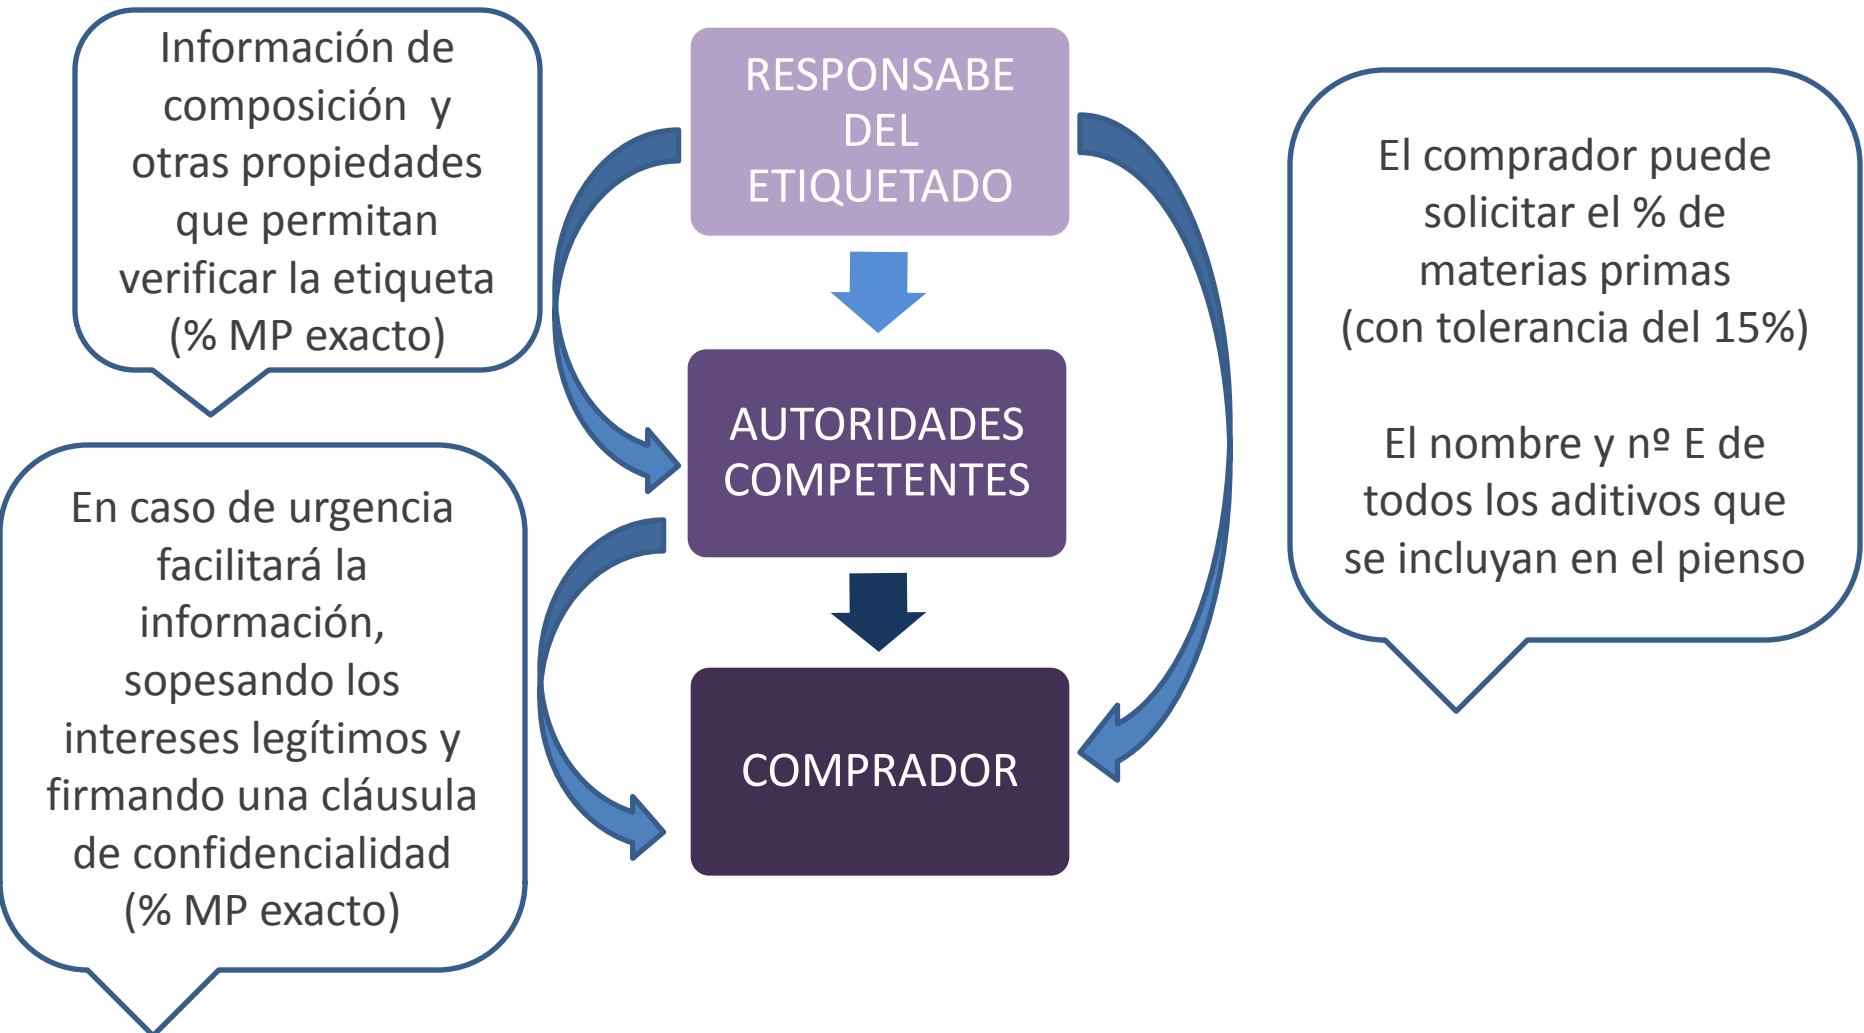 Información de
composición y
otras propiedades
que permitan
verificar la etiqueta
(% MP exacto)
RESPONSABE
DEL
ETIQUETADO
El comprador puede
solicitar el % de
materias primas
(con tolerancia del 15%)
El nombre y nº E de
todos los aditivos que
se incluyan en el pienso
AUTORIDADES
COMPETENTES
En caso de urgencia
facilitará la
información,
sopesando los
intereses legítimos y
firmando una cláusula
de confidencialidad
(% MP exacto)
COMPRADOR